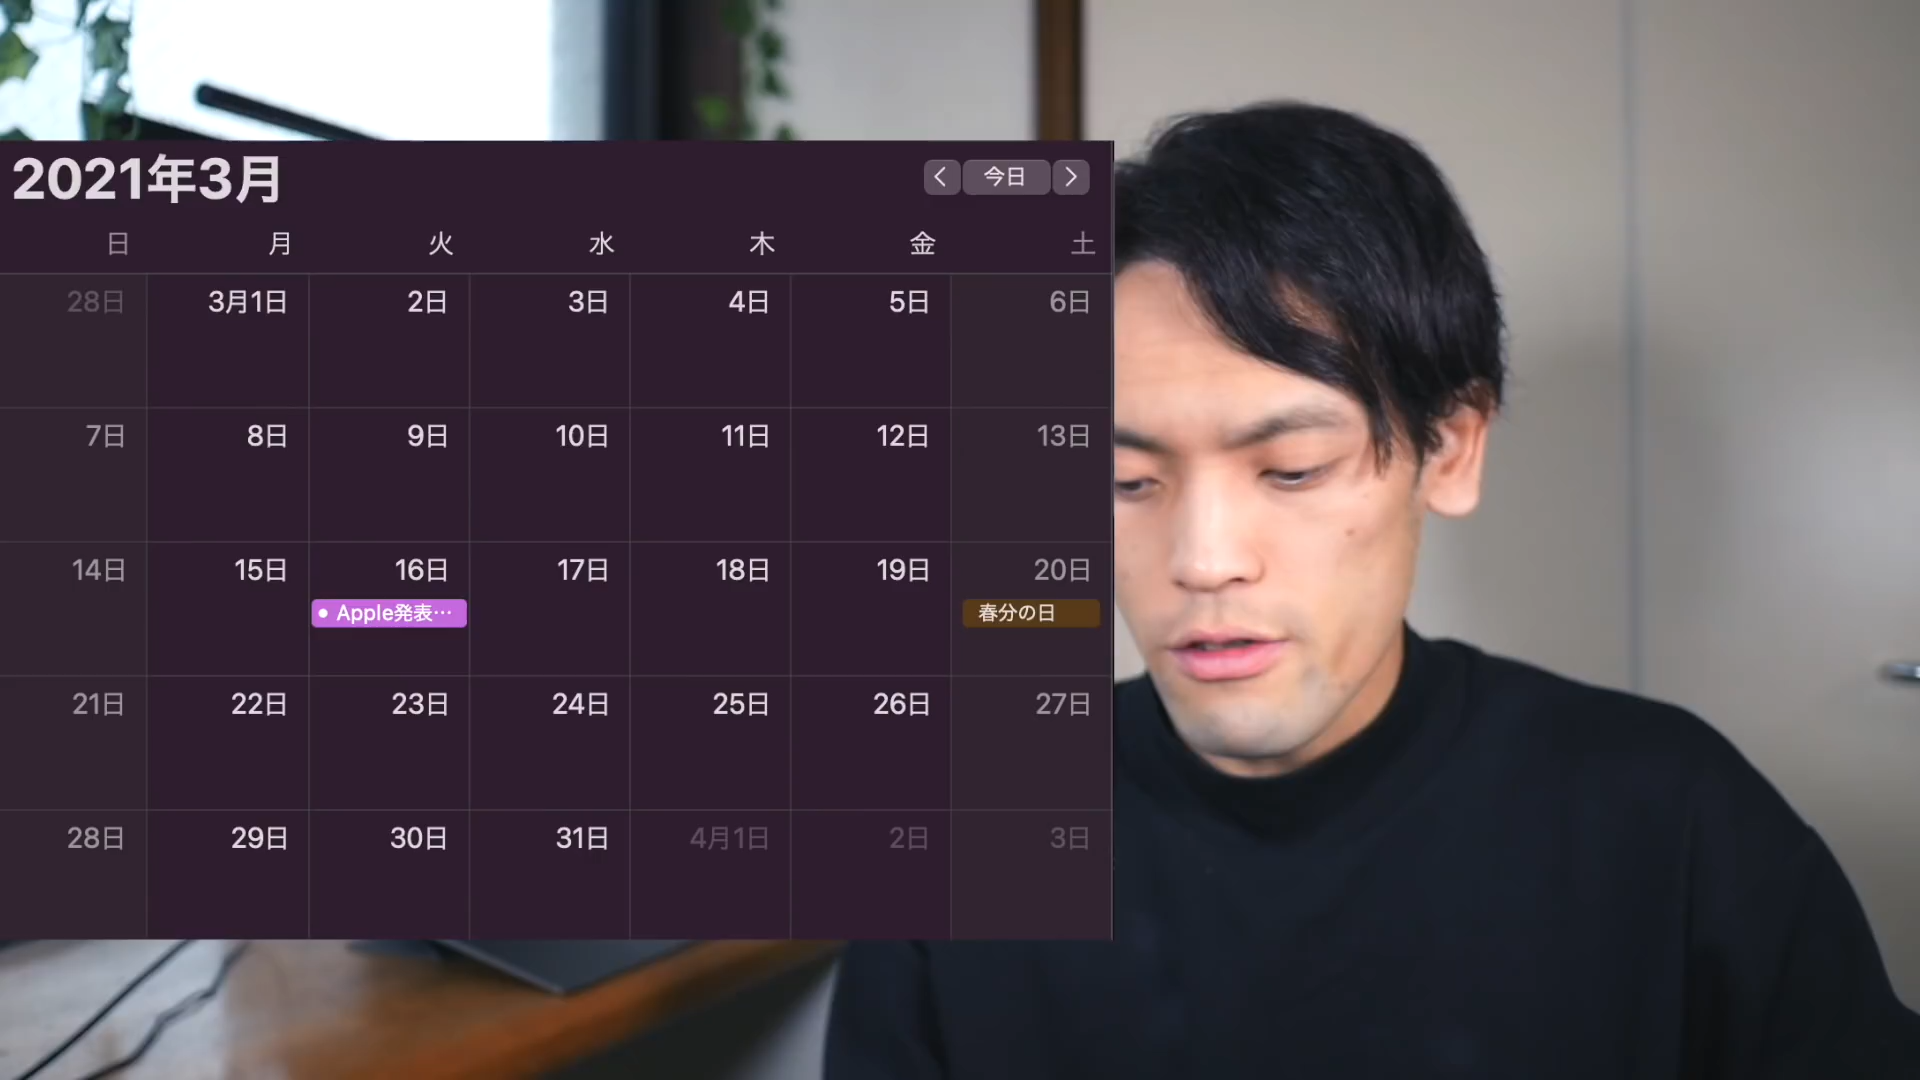 2021年3月
今日
日 月 火 水 木 金 土
28日 3月1日 2日 3日 4日 5日 6日
7日 8日 9日 10日 11日 12日 13日
14日 15日 16日 17日 18日 19日 20日
Apple発表… 春分の日
21日 22日 23日 24日 25日 26日 27日
28日 29日 30日 31日 4月1日 2日 3日